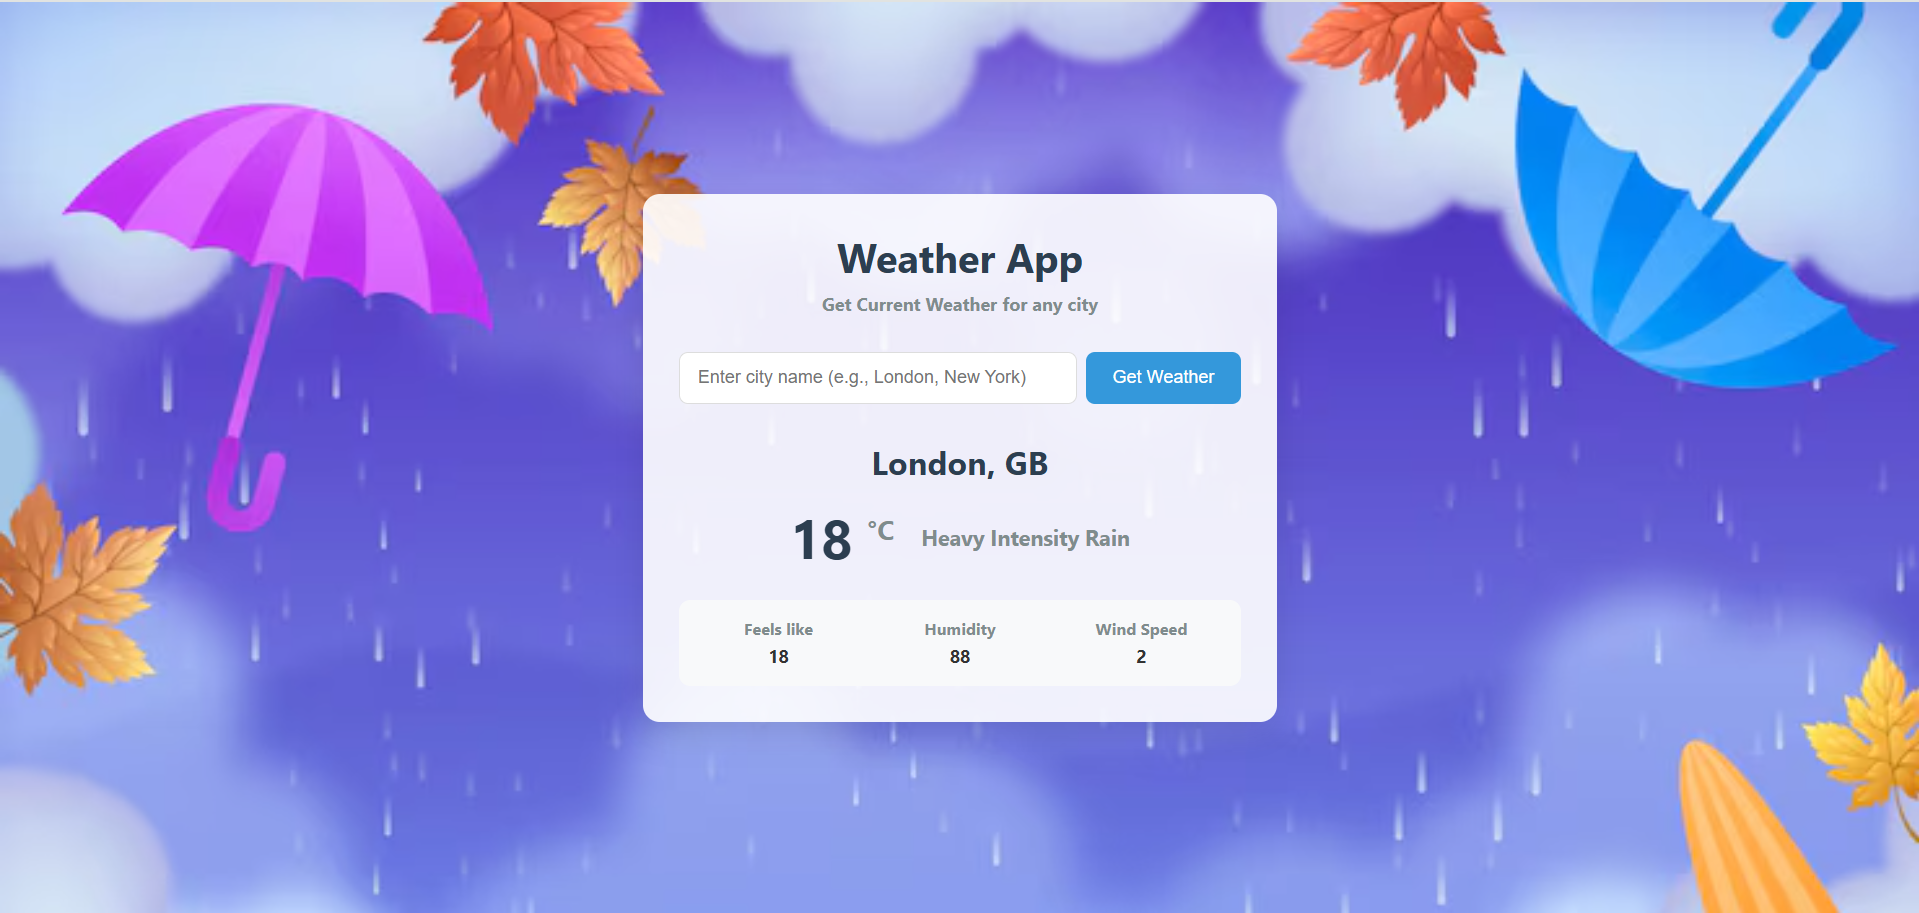 Weather App
Get Current Weather for any city
Enter city name (e.g., London, New York)
Get Weather
London, GB
18 °C Heavy Intensity Rain
Feels like Humidity Wind Speed
18 88 2